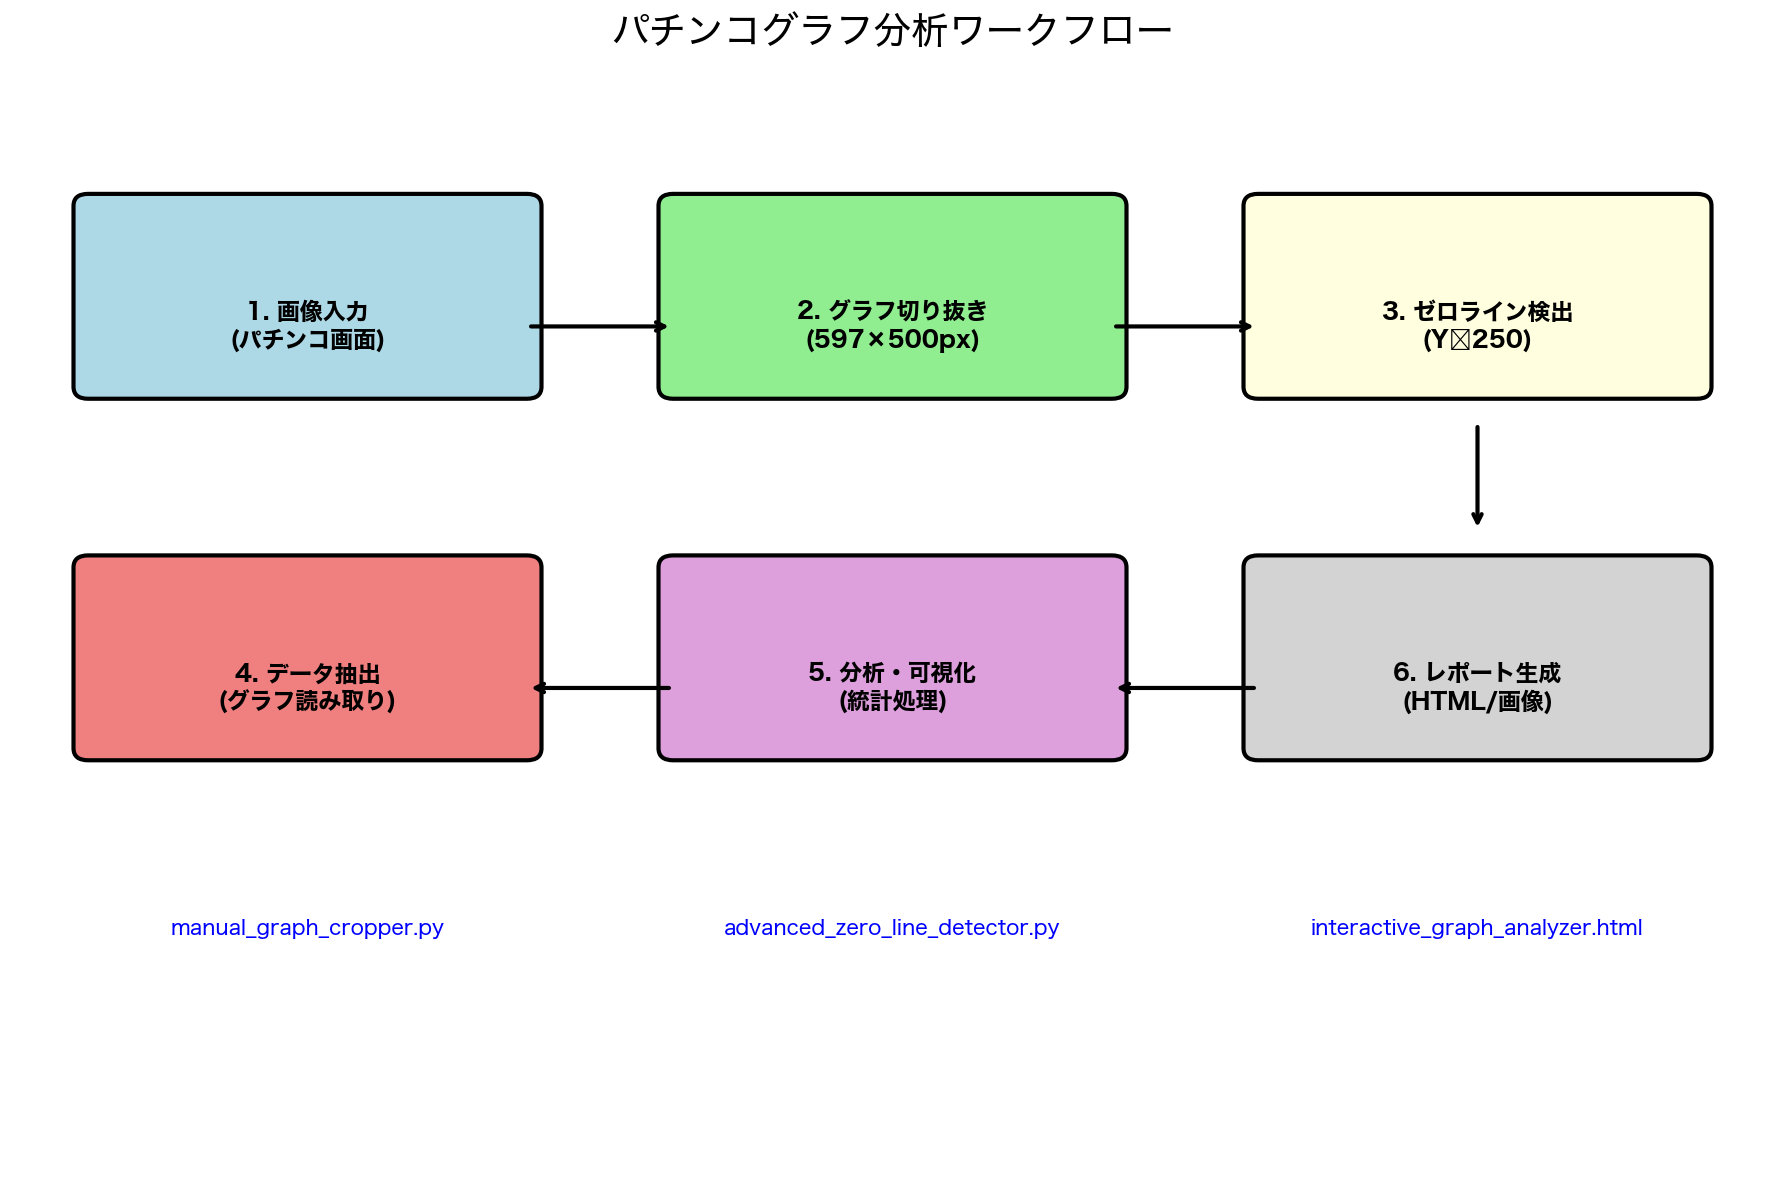 パチンコグラフ分析ワークフロー
1. 画像入力
(パチンコ画面)
2. グラフ切り抜き
(597×500px)
3. ゼロライン検出
(Y☒250)
4. データ抽出
(グラフ読み取り)
5. 分析・可視化
(統計処理)
6. レポート生成
(HTML/画像)
manual_graph_cropper.py
advanced_zero_line_detector.py
interactive_graph_analyzer.html